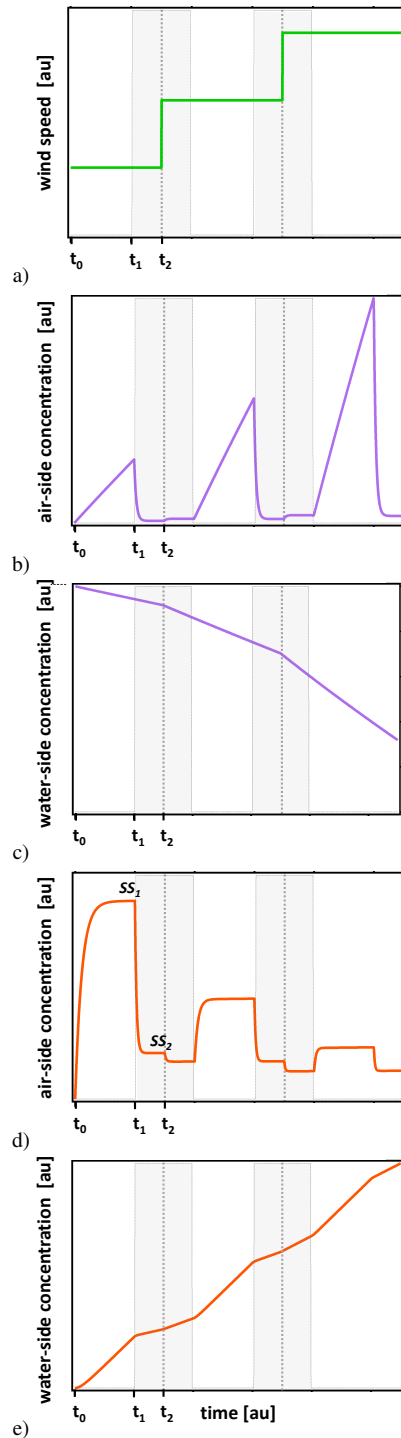 wind speed [au]
t0 t1 t2
a)
air-side concentration [au]
t0 t1 t2
b)
water-side concentration [au]
t0 t1 t2
c)
air-side concentration [au]
SS1
SS2
t0 t1 t2
d)
water-side concentration [au]
t0 t1 t2 time [au]
e)